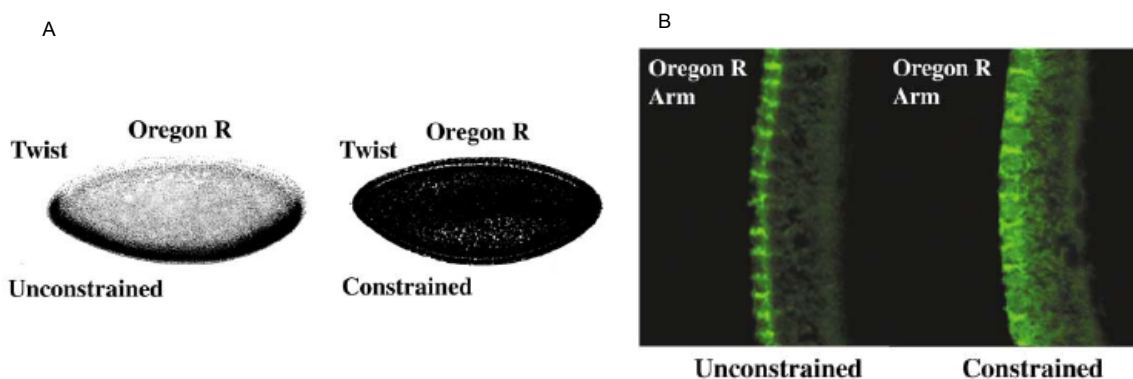 A
Oregon R
Twist
Unconstrained
Oregon R
Twist
Constrained
B
Oregon R
Arm
Unconstrained
Oregon R
Arm
Constrained